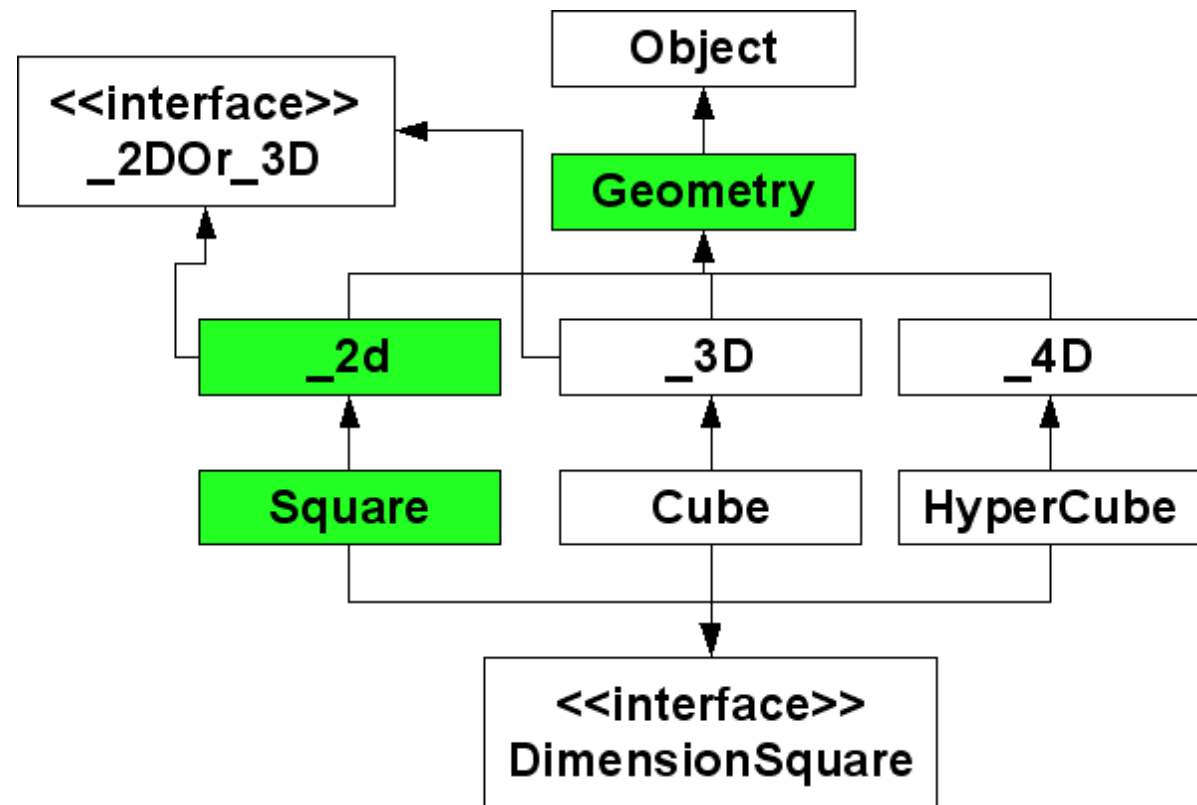 Object
<<interface>>
_2DOr_3D
Geometry
_2d
_3D
_4D
Square
Cube
HyperCube
<<interface>>
DimensionSquare